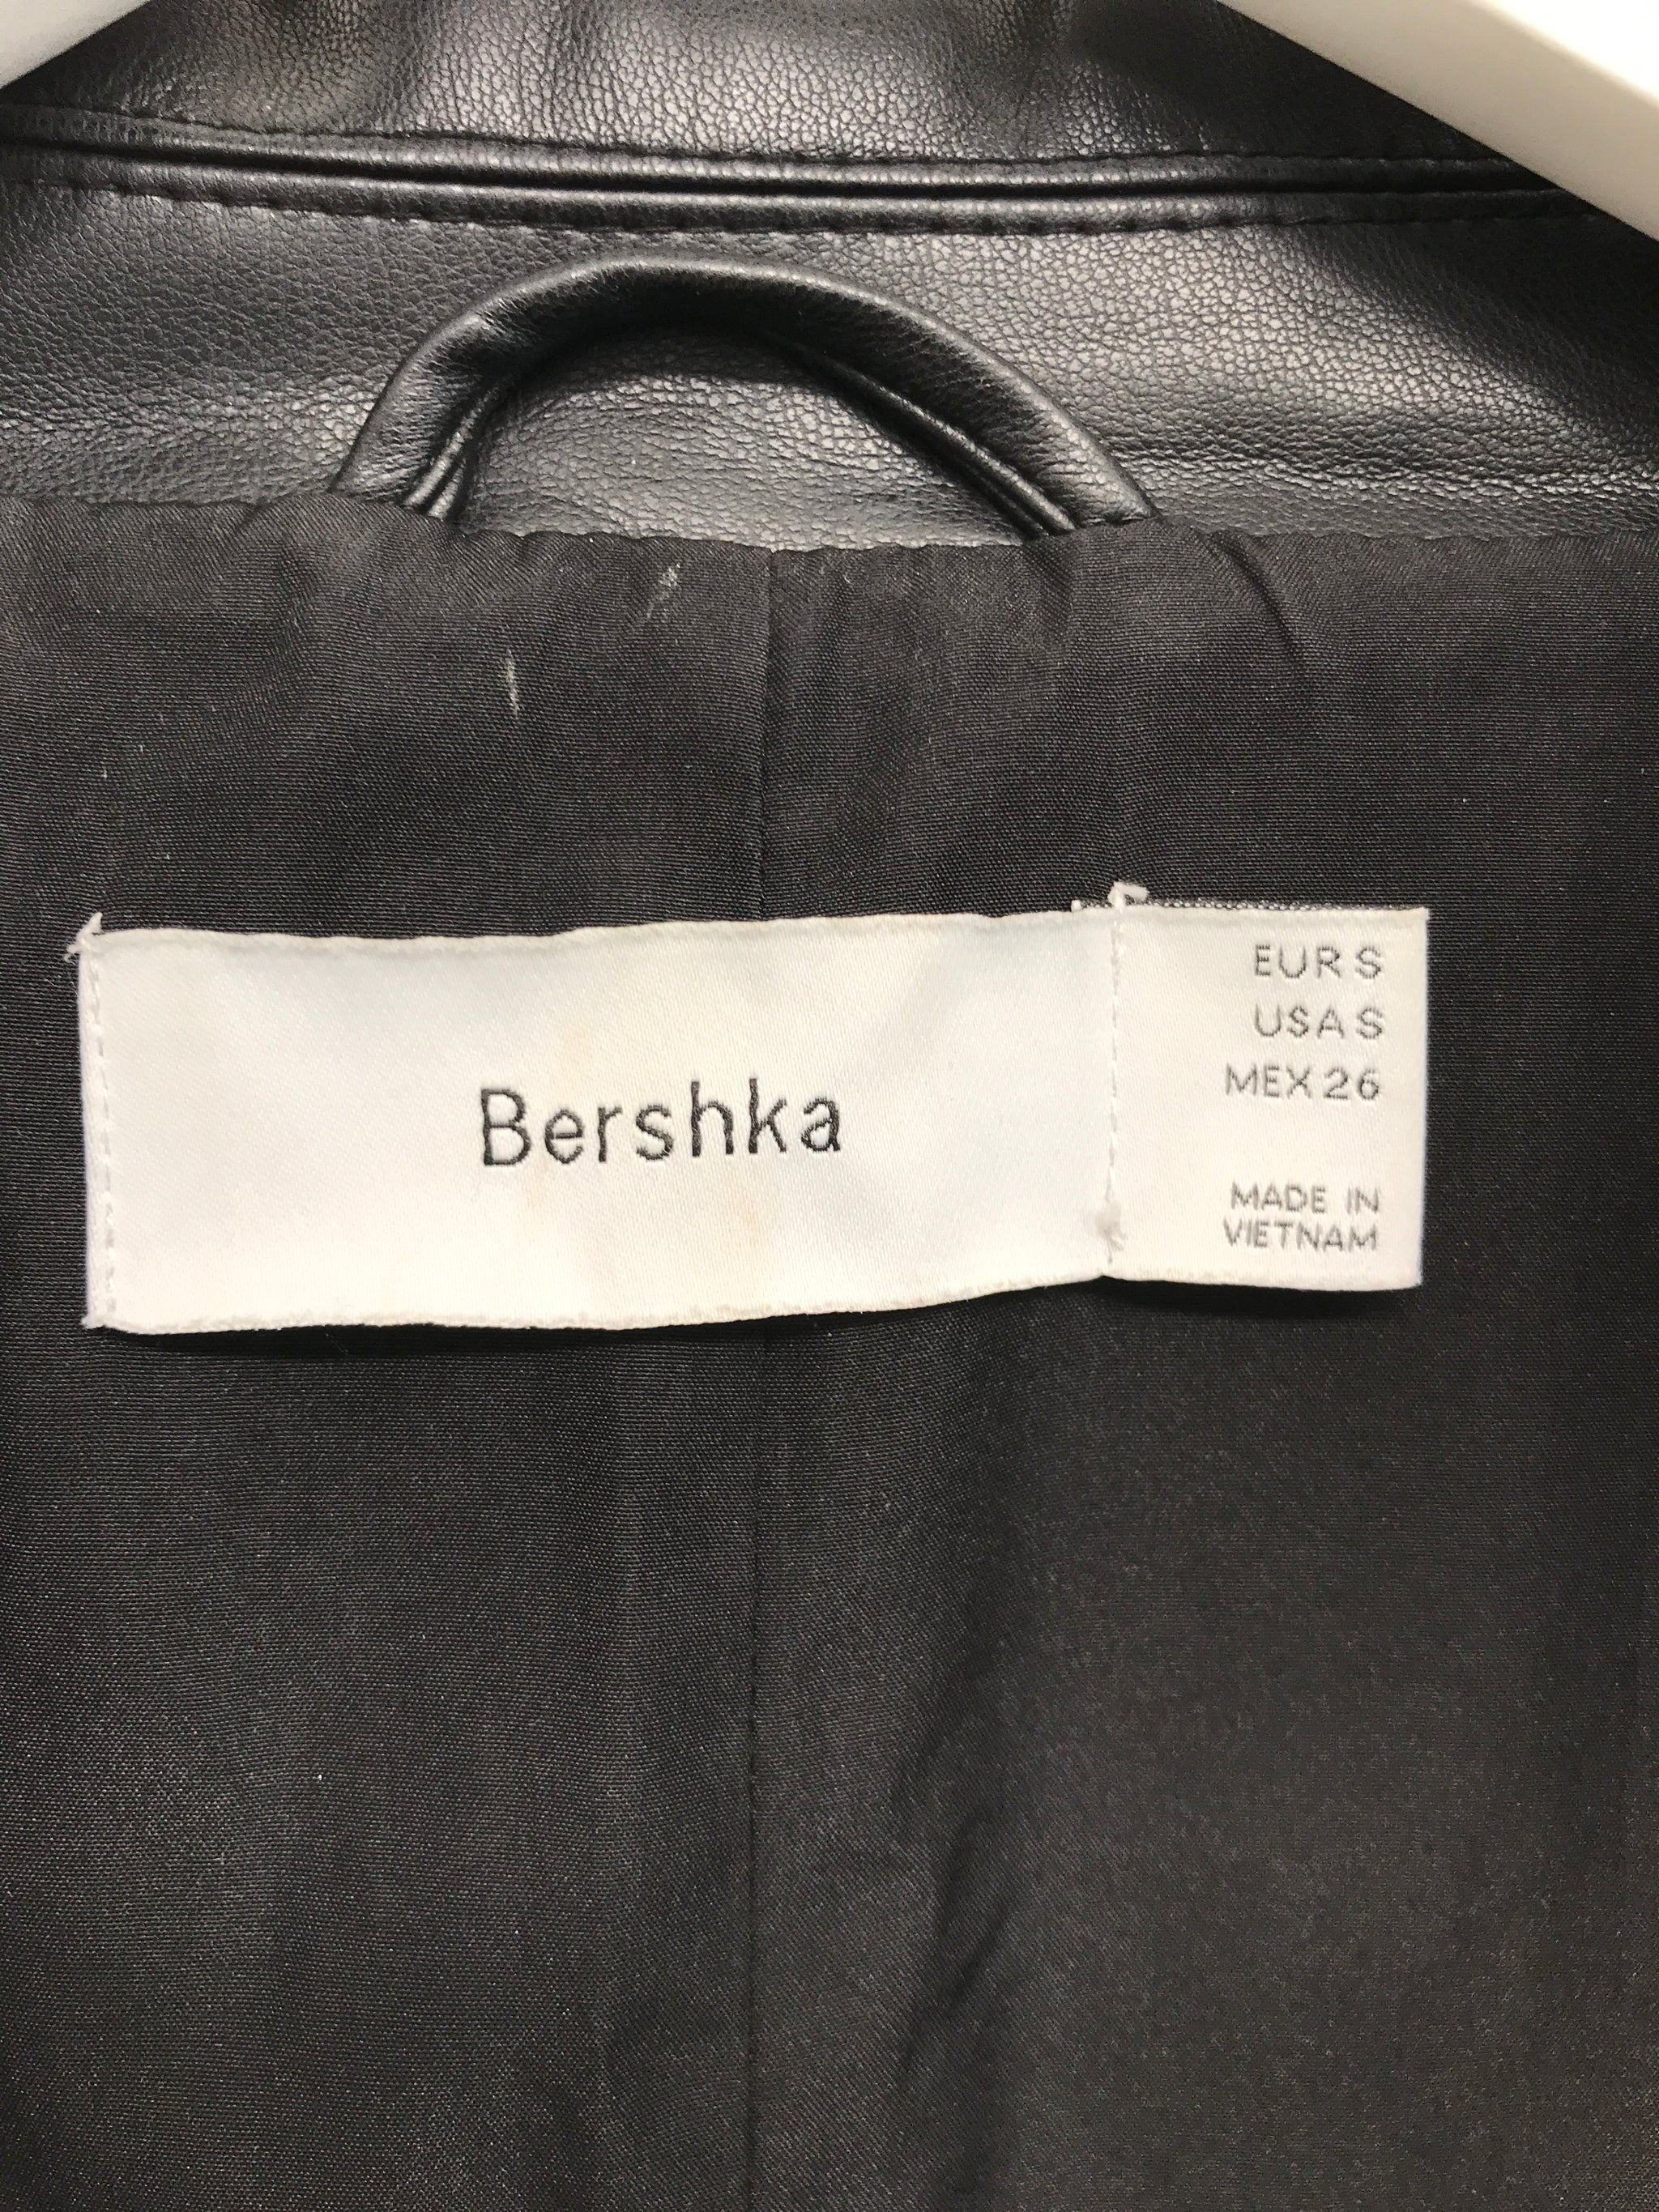 Bershka
EUR S
USA S
MEX 26
MADE IN
VIETNAM